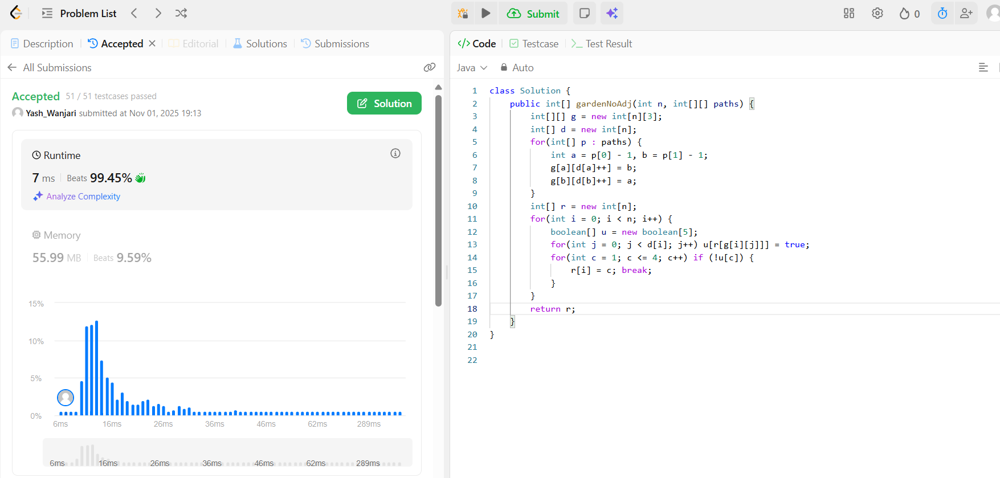 Problem List
Submit
0
Description
Accepted
Editorial
Solutions
Submissions
All Submissions
Accepted 51 / 51 testcases passed
Yash_Wanjari submitted at Nov 01, 2025 19:13
Solution
Runtime
7 ms Beats 99.45%
Analyze Complexity
Memory
55.99 MB Beats 9.59%
15%
10%
5%
0%
6ms 16ms 26ms 36ms 46ms 62ms 289ms
6ms 16ms 26ms 36ms 46ms 62ms 289ms
</> Code
Testcase
>_ Test Result
Java
Auto
1 class Solution {
2 public int[] gardenNoAdj(int n, int[][] paths) {
3 int[][] g = new int[n][3];
4 int[] d = new int[n];
5 for(int[] p : paths) {
6 int a = p[0] - 1, b = p[1] - 1;
7 g[a][d[a]++] = b;
8 g[b][d[b]++] = a;
9 }
10 int[] r = new int[n];
11 for(int i = 0; i < n; i++) {
12 boolean[] u = new boolean[5];
13 for(int j = 0; j < d[i]; j++) u[r[g[i][j]]] = true;
14 for(int c = 1; c <= 4; c++) if (!u[c]) {
15 r[i] = c; break;
16 }
17 }
18 return r;
19 }
20 }
21
22